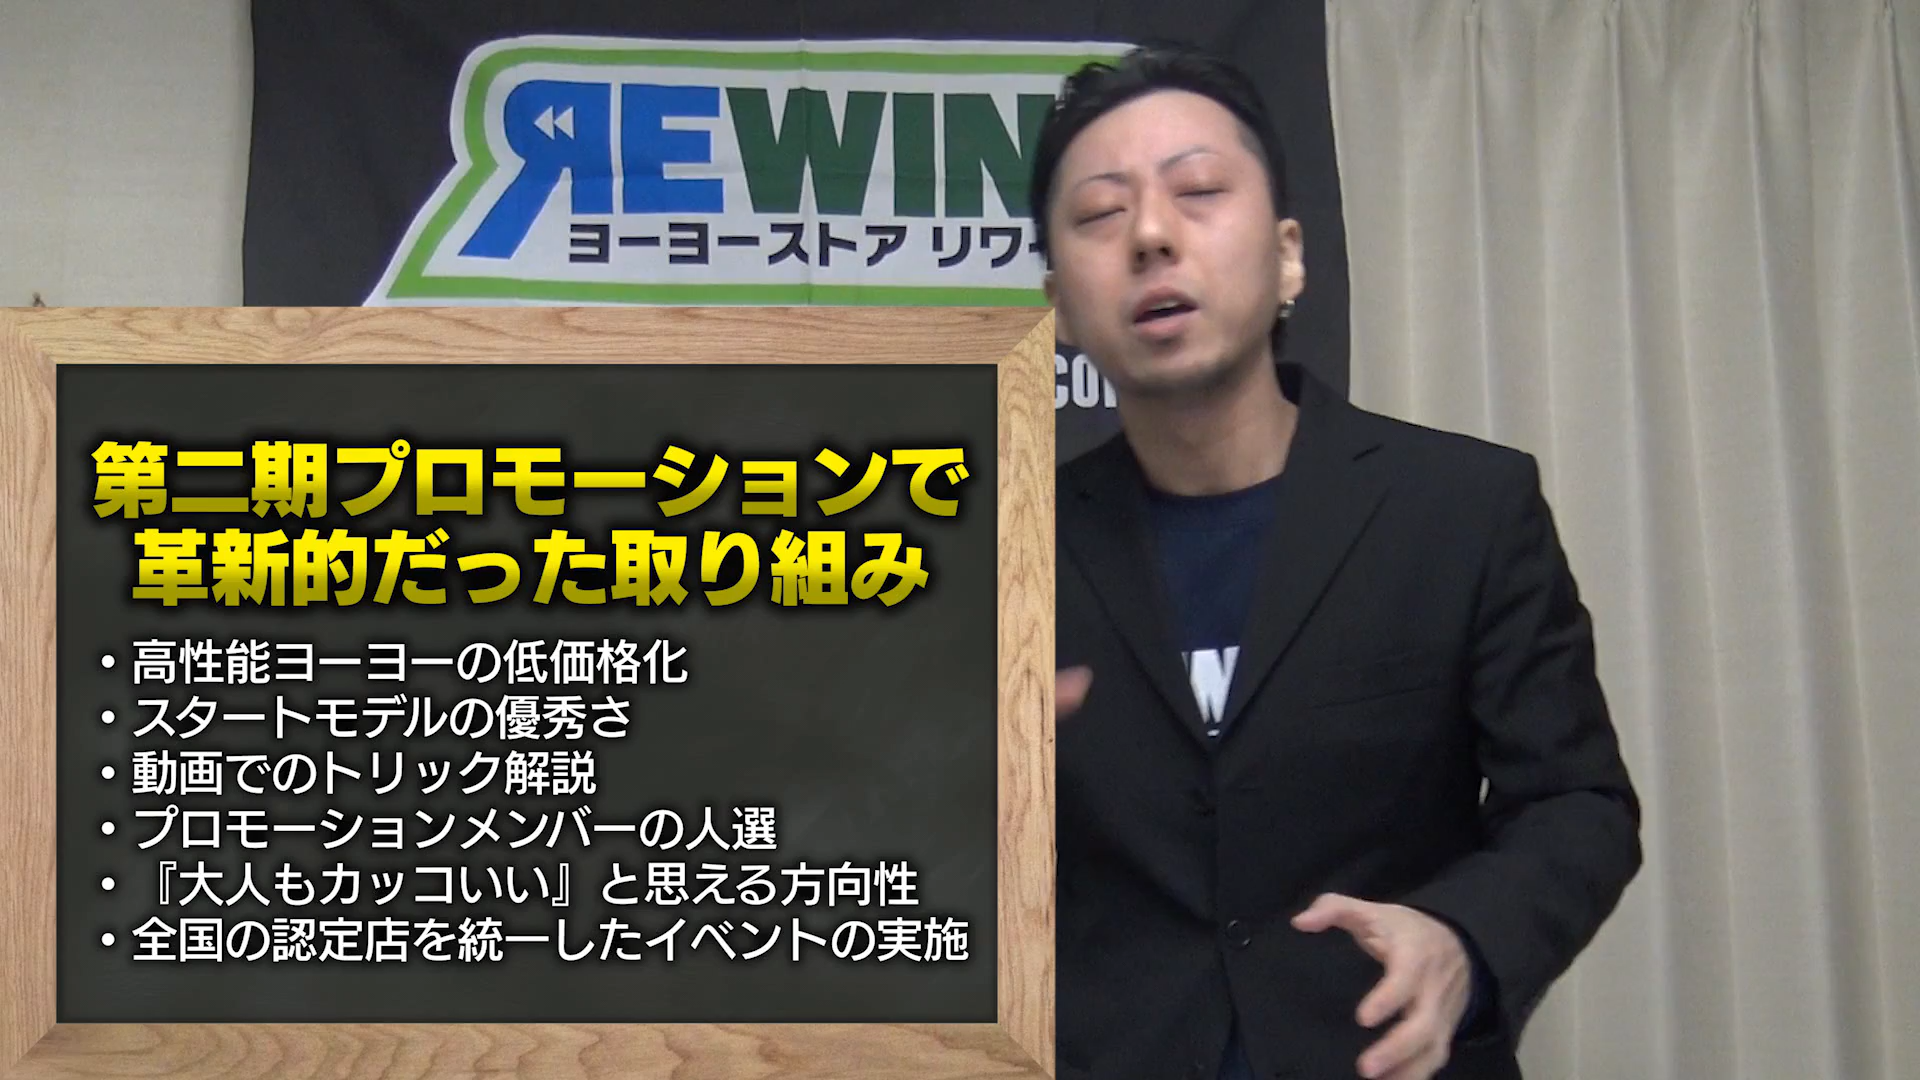 REWIN
ヨーヨーストア リワイ
第二期プロモーションで
革新的だった取り組み
・高性能ヨーヨーの低価格化
・スタートモデルの優秀さ
・動画でのトリック解説
・プロモーションメンバーの人選
・『大人もカッコいい』と思える方向性
・全国の認定店を統一したイベントの実施